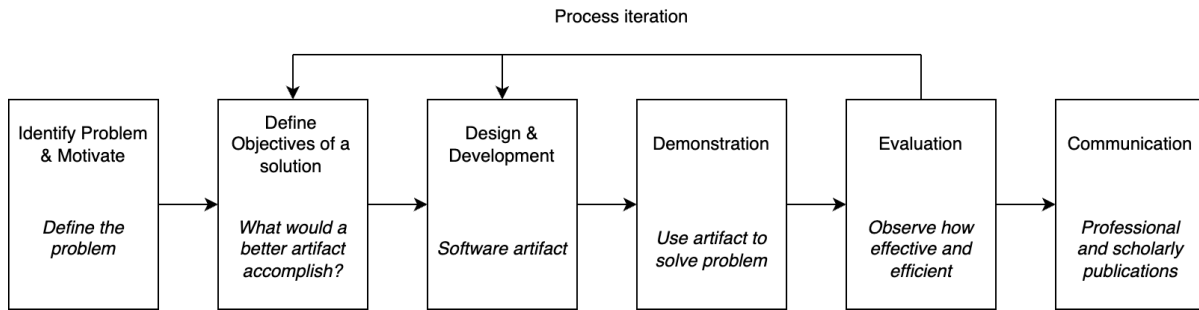 Process iteration
Identify Problem
& Motivate
Define the
problem
Define
Objectives of a
solution
What would a
better artifact
accomplish?
Design &
Development
Software artifact
Demonstration
Use artifact to
solve problem
Evaluation
Observe how
effective and
efficient
Communication
Professional
and scholarly
publications